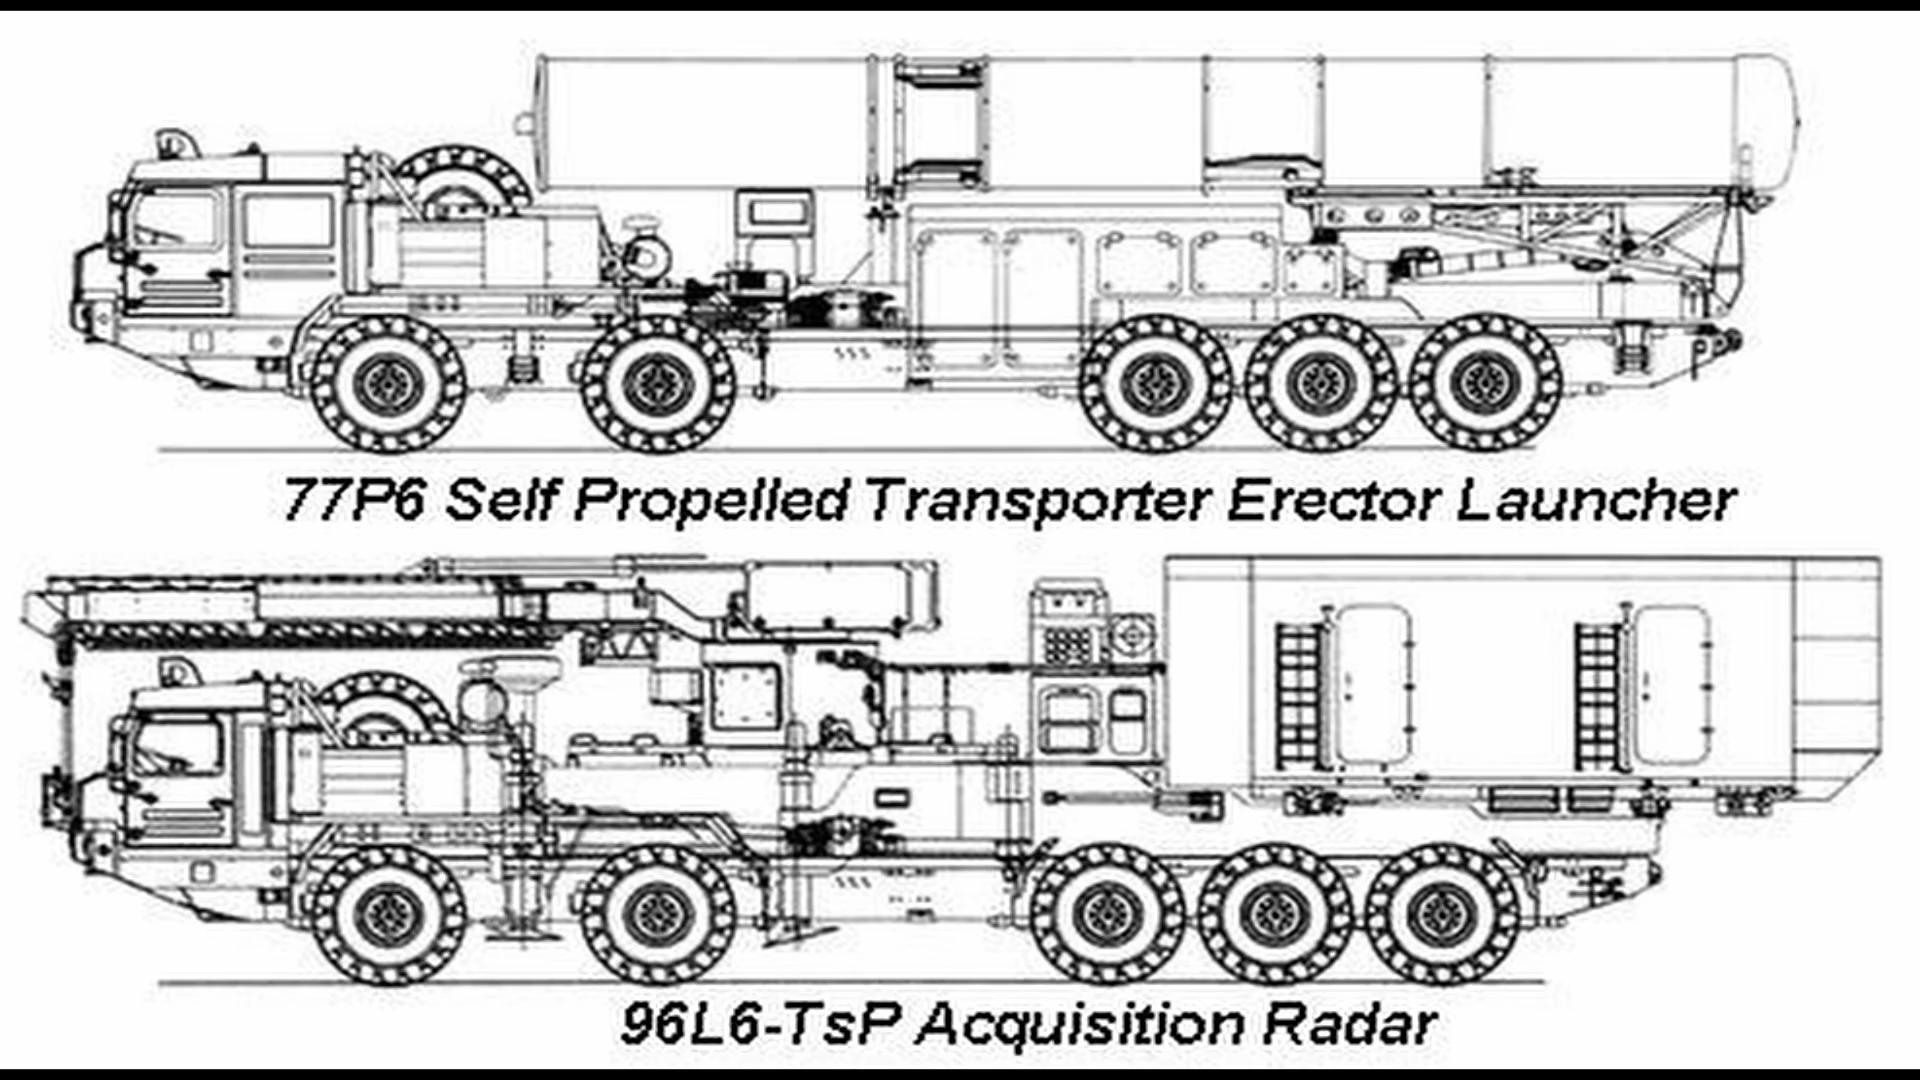 77P6 Self Propelled Transporter Erector Launcher
96L6-TsP Acquisition Radar